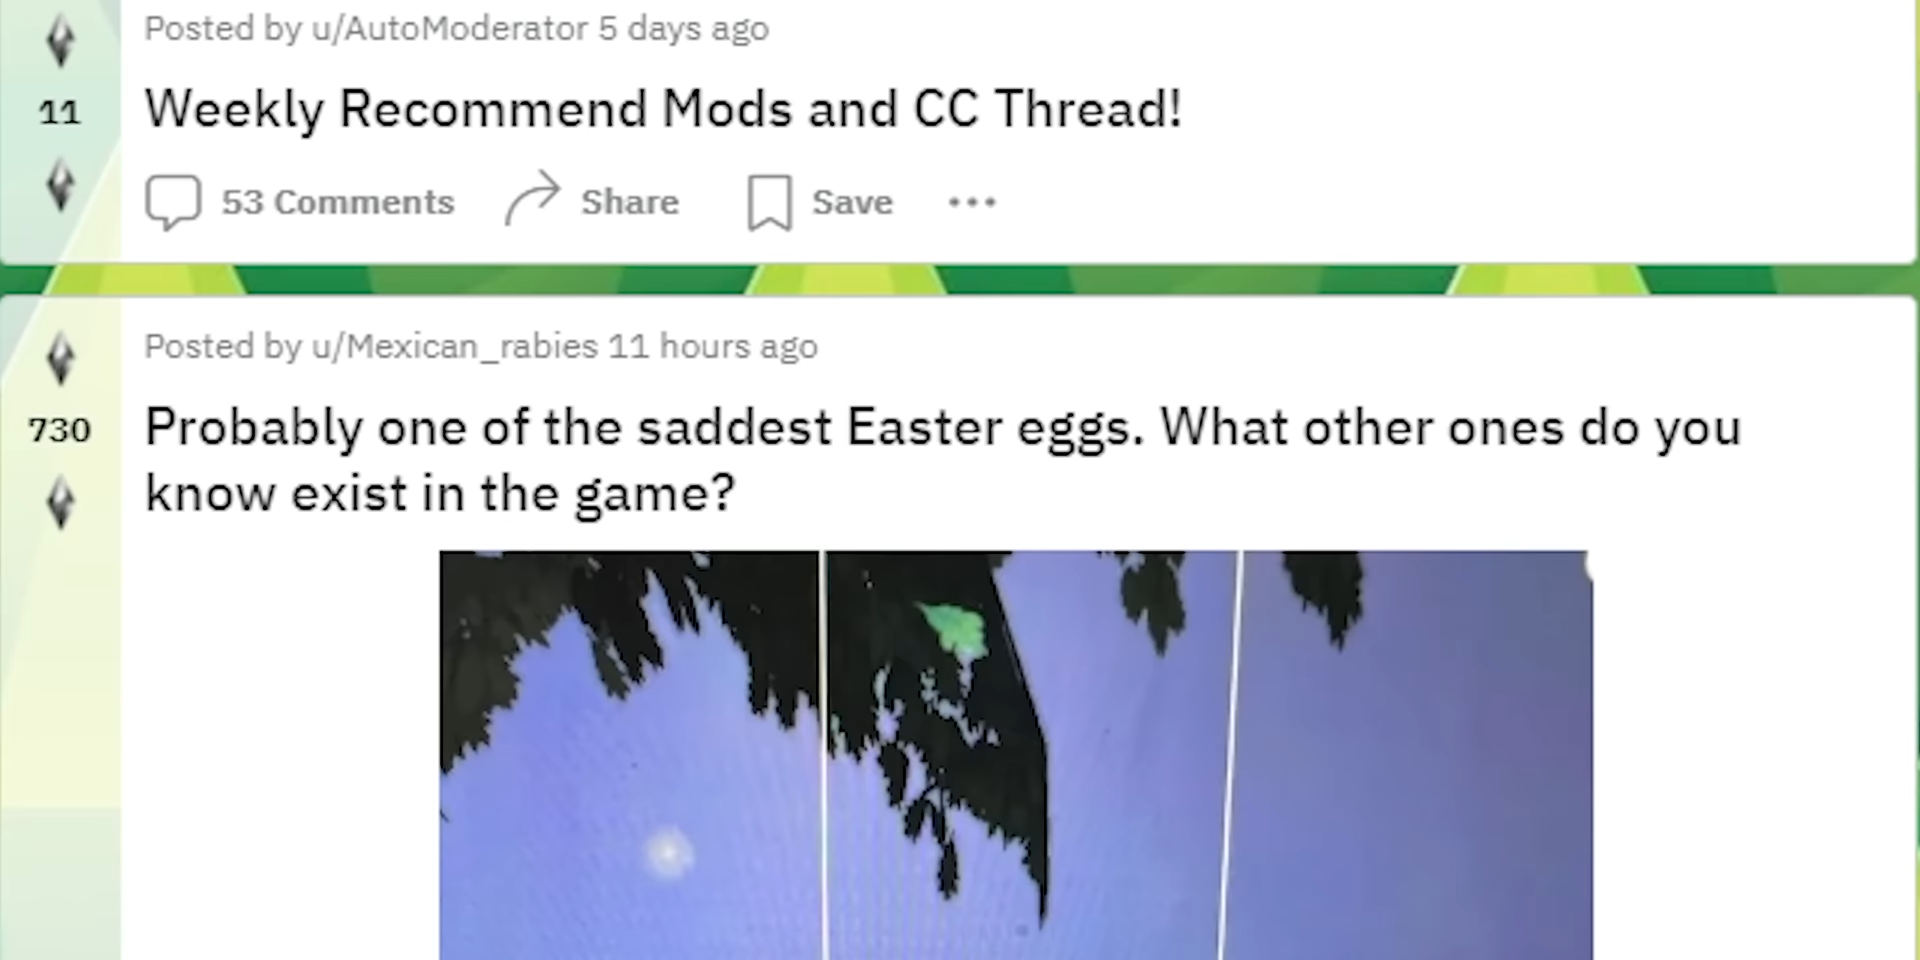 Posted by u/AutoModerator 5 days ago
11
Weekly Recommend Mods and CC Thread!
53 Comments Share Save ...
Posted by u/Mexican_rabies 11 hours ago
730
Probably one of the saddest Easter eggs. What other ones do you
know exist in the game?